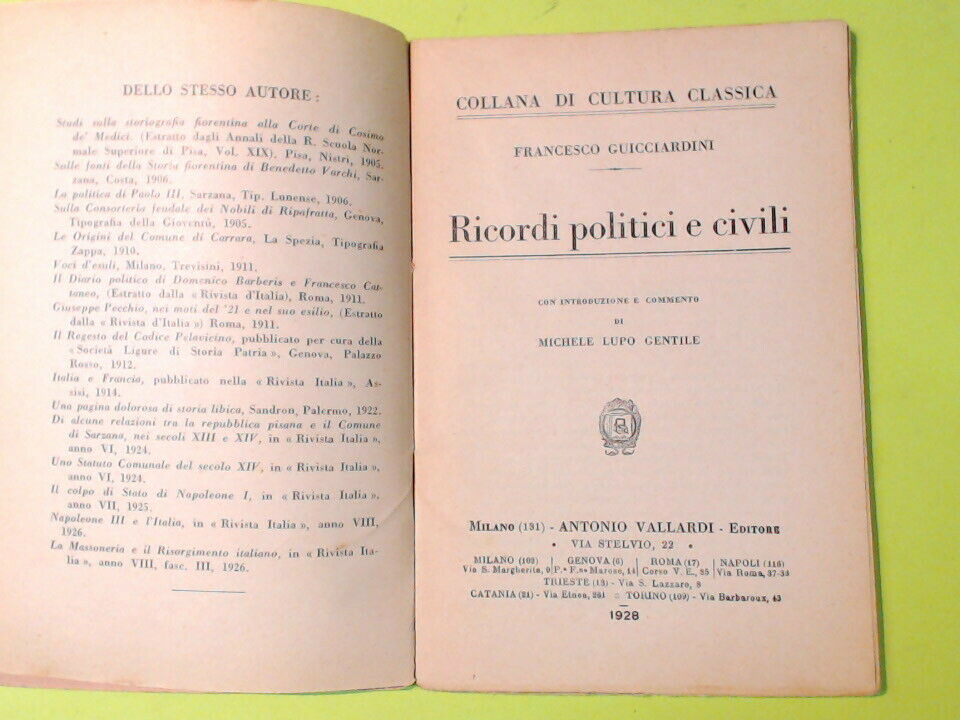 DELLO STESSO AUTORE:
Studi sulla storiografia fiorentina alla Corte di Cosimo
de' Medici. (Estratto dagli Annali della R. Scuola Nor-
male Superiore di Pisa, Vol. XIX). Pisa, Nistri, 1905.
Sulle fonti della Storia fiorentina di Benedetto Varchi, Sar-
zana, Costa, 1906.
La politica di Paolo III, Sarzana, Tip. Lunense, 1906.
Sulla Consorteria feudale dei Nobili di Ripafratta, Genova,
Tipografia della Gioventù, 1905.
Le Origini del Comune di Carrara, La Spezia, Tipografia
Zappa, 1910.
Voci d'esuli, Milano, Trevisini, 1911.
Il Diario politico di Domenico Barberis e Francesco Cat-
taneo, (Estratto dalla « Rivista d'Italia), Roma, 1911.
Giuseppe Pecchio, nei moti del '21 e nel suo esilio, (Estratto
dalla « Rivista d'Italia ») Roma, 1911.
Il Regesto del Codice Pelavicino, pubblicato per cura della
« Società Ligure di Storia Patria », Genova, Palazzo
Rosso, 1912.
Italia e Francia, pubblicato nella « Rivista Italia », As-
sisi, 1914.
Una pagina dolorosa di storia libica, Sandron, Palermo, 1922.
Di alcune relazioni tra la repubblica pisana e il Comune
di Sarzana, nei secoli XIII e XIV, in « Rivista Italia »,
anno VI, 1924.
Uno Statuto Comunale del secolo XIV, in « Rivista Italia »,
anno VI, 1924.
Il colpo di Stato di Napoleone I, in « Rivista Italia »,
anno VII, 1925.
Napoleone III e l'Italia, in « Rivista Italia », anno VIII,
1926.
La Massoneria e il Risorgimento italiano, in « Rivista Ita-
lia », anno VIII, fasc. III, 1926.
COLLANA DI CULTURA CLASSICA
FRANCESCO GUICCIARDINI
Ricordi politici e civili
CON INTRODUZIONE E COMMENTO
DI
MICHELE LUPO GENTILE
MILANO (131) - ANTONIO VALLARDI - EDITORE
• VIA STELVIO, 22 •
MILANO (103) | GENOVA (6) | ROMA (17) | NAPOLI (116)
Via S. Margherita, 9 | F.ª F.ne Marose, 14 | Corso V. E., 35 | Via Roma, 37-38
TRIESTE (13) - Via S. Lazzaro, 8
CATANIA (21) - Via Etnea, 261 :: TORINO (109) - Via Barbaroux, 43
1928